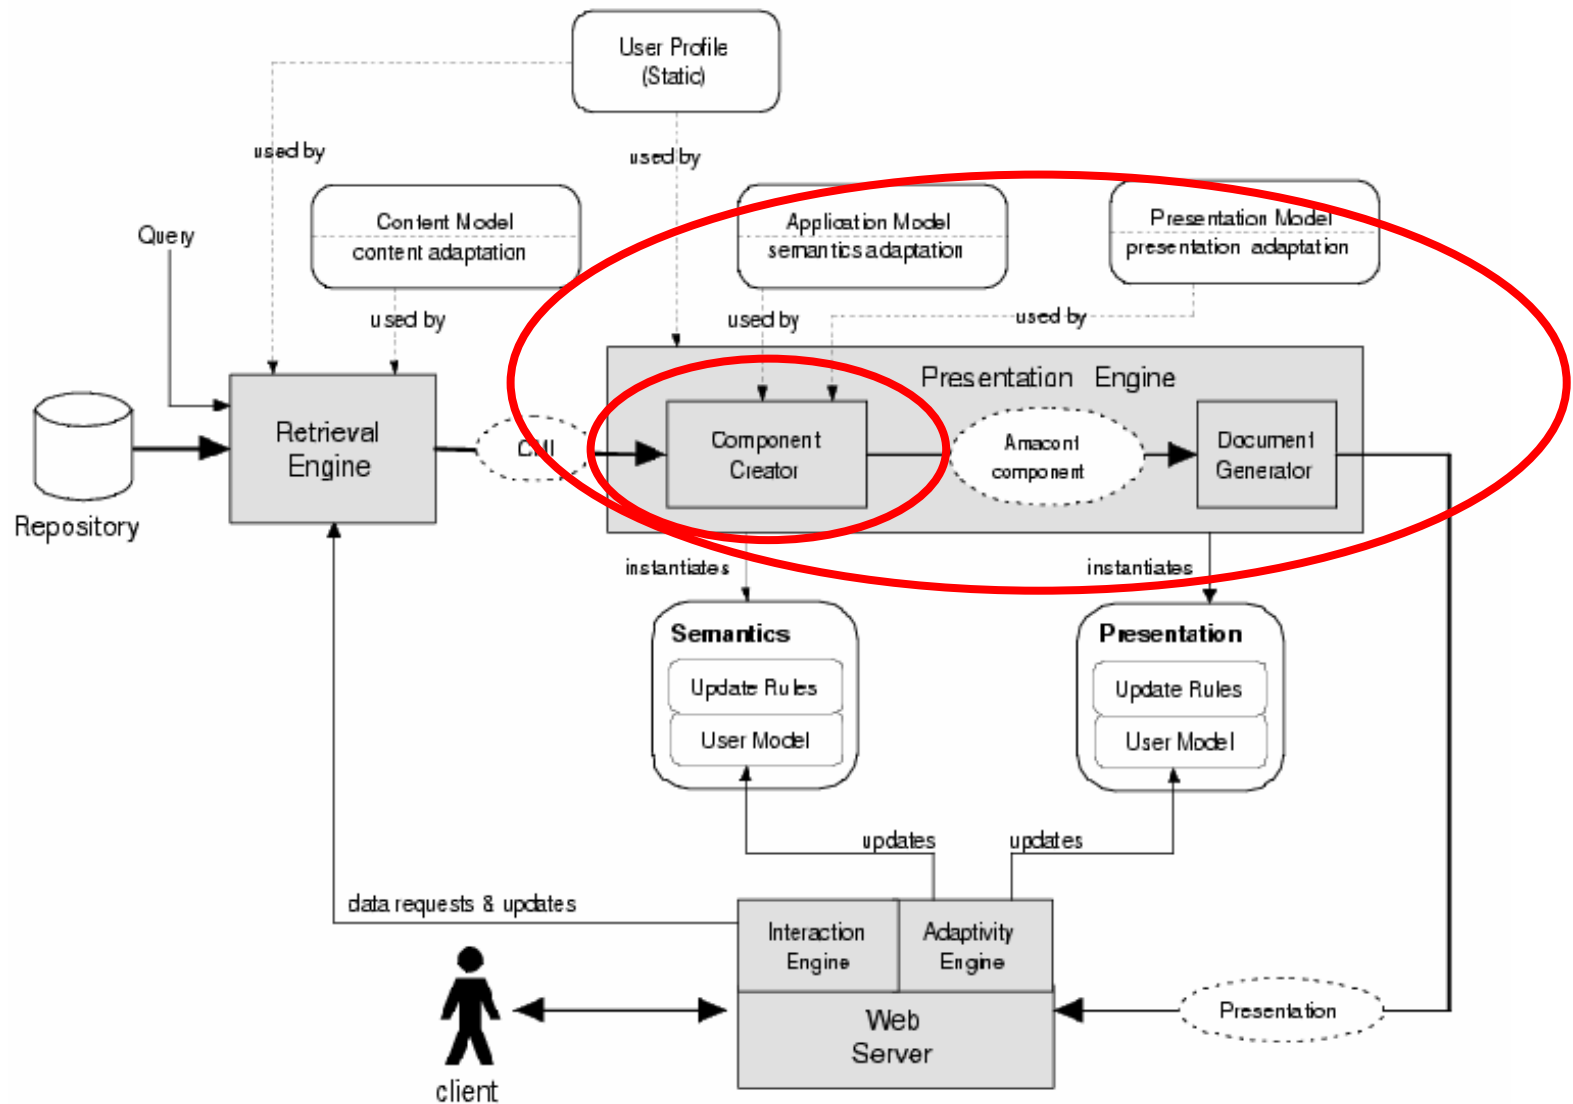 User Profile
(Static)
used by
used by
Content Model
content adaptation
Application Model
semantics adaptation
Presentation Model
presentation adaptation
Query
used by
used by
used by
Presentation Engine
Retrieval
Engine
Component
Creator
Amacont
component
Document
Generator
Repository
instantiates
instantiates
Semantics
Update Rules
User Model
Presentation
Update Rules
User Model
updates
updates
data requests & updates
Interaction
Engine
Adaptivity
Engine
Web
Server
Presentation
client